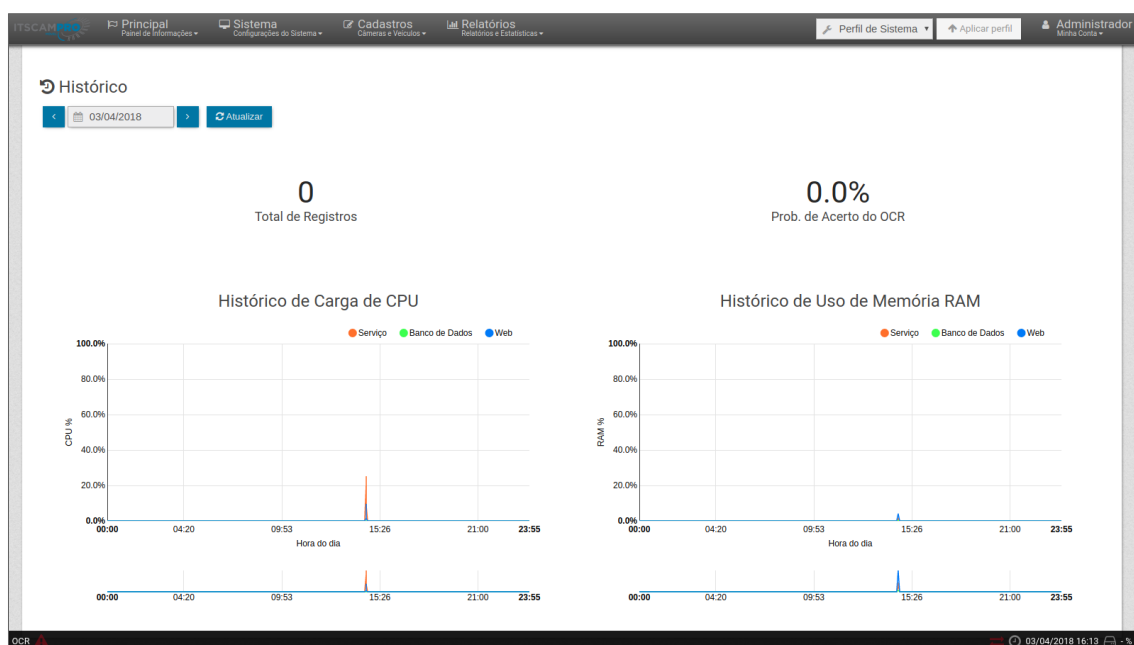 ITSCAMPRO
Principal
Painel de Informações
Sistema
Configurações do Sistema
Cadastros
Câmeras e Veículos
Relatórios
Relatórios e Estatísticas
Perfil de Sistema
Aplicar perfil
Administrador
Minha Conta
Histórico
03/04/2018
Atualizar
0
Total de Registros
0.0%
Prob. de Acerto do OCR
Histórico de Carga de CPU
Serviço Banco de Dados Web
100.0%
80.0%
60.0%
40.0%
20.0%
0.0%
CPU %
00:00 04:20 09:53 15:26 21:00 23:55
Hora do dia
00:00 04:20 09:53 15:26 21:00 23:55
Histórico de Uso de Memória RAM
Serviço Banco de Dados Web
100.0%
80.0%
60.0%
40.0%
20.0%
0.0%
RAM %
00:00 04:20 09:53 15:26 21:00 23:55
Hora do dia
00:00 04:20 09:53 15:26 21:00 23:55
OCR
03/04/2018 16:13 - %